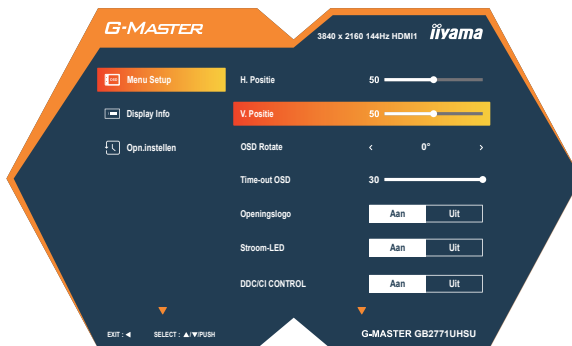 G-MASTER
3840 x 2160 144Hz HDMI1 iiyama
OSD Menu Setup
H. Positie 50
Display Info
V. Positie 50
Opn.instellen
OSD Rotate ‹ 0° ›
Time-out OSD 30
Openingslogo Aan Uit
Stroom-LED Aan Uit
DDC/CI CONTROL Aan Uit
EXIT : ◀ SELECT : ▲/▼/PUSH
G-MASTER GB2771UHSU